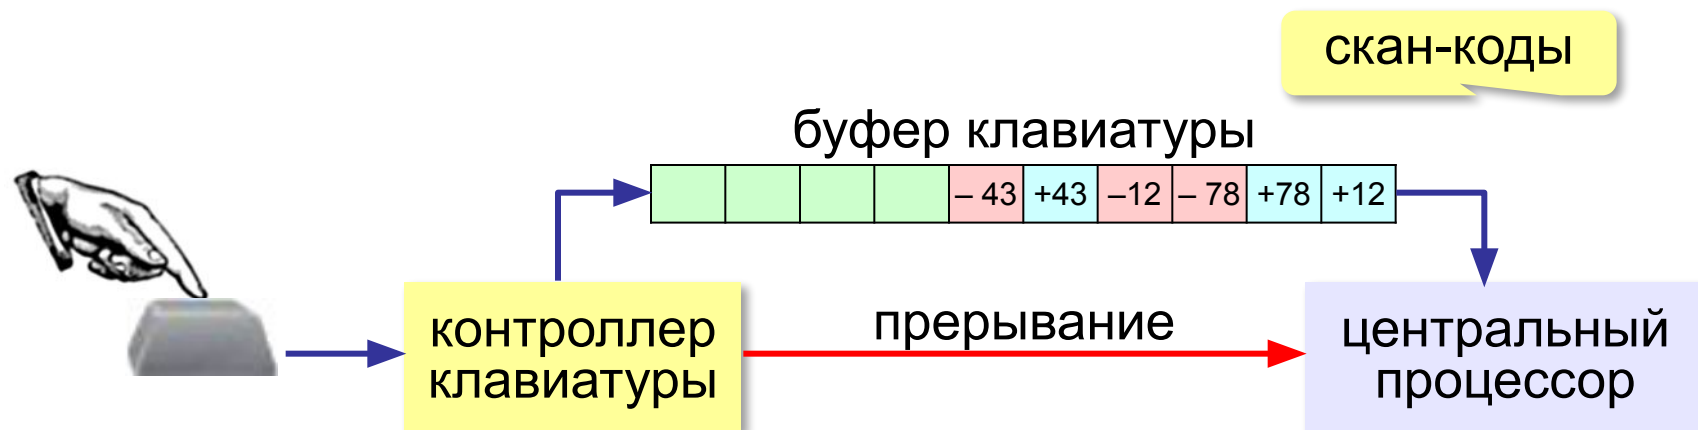 скан-коды
буфер клавиатуры
– 43 +43 –12 – 78 +78 +12
прерывание
контроллер
клавиатуры
центральный
процессор